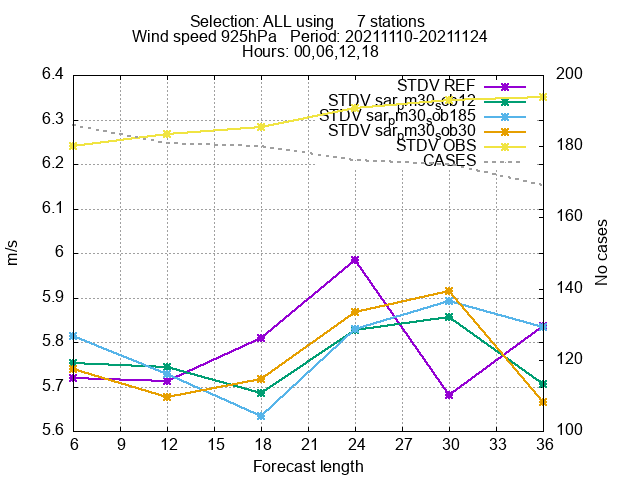 Selection: ALL using 7 stations
Wind speed 925hPa Period: 20211110-20211124
Hours: 00,06,12,18
6.4 200
STDV REF
STDV sar_pm30_sob12
6.3 STDV sar_pm30_sob185
STDV sar_pm30_sob30
STDV OBS 180
6.2 CASES
6.1 160
m/s 6 No cases
5.9 140
5.8
120
5.7
5.6 100
6 9 12 15 18 21 24 27 30 33 36
Forecast length